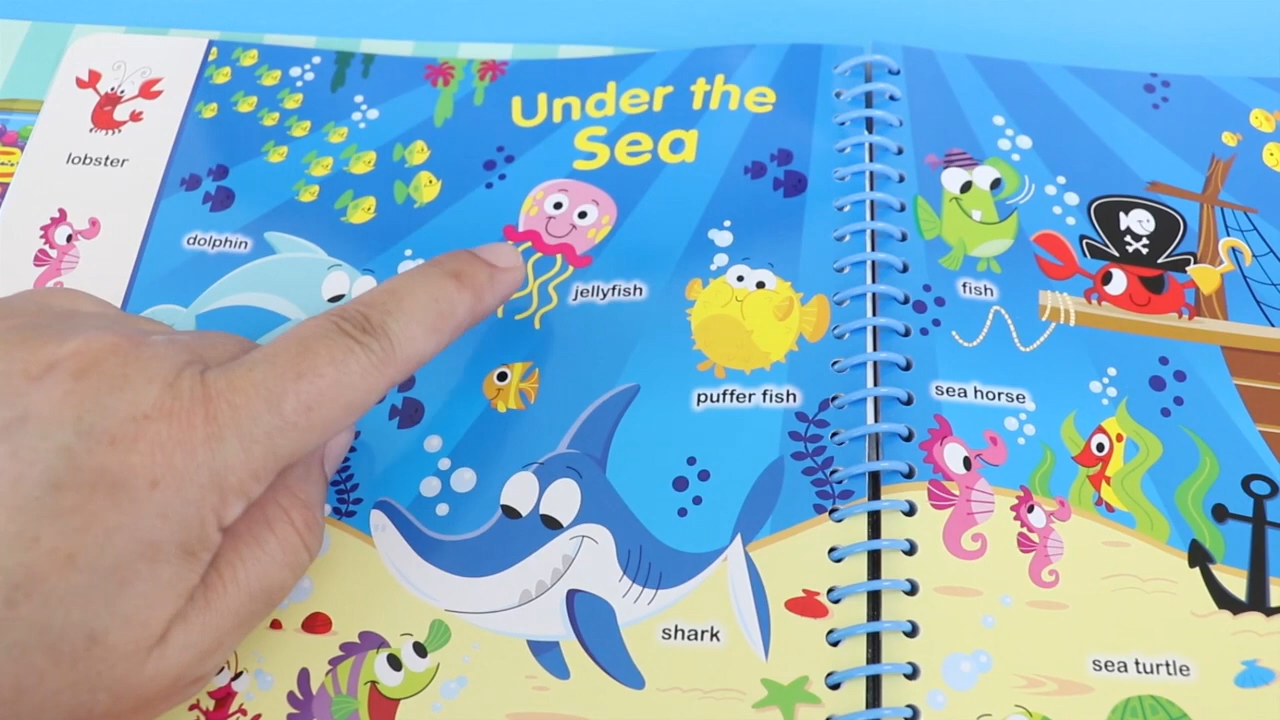 Under the
Sea
lobster
dolphin
jellyfish
puffer fish
shark
fish
sea horse
sea turtle